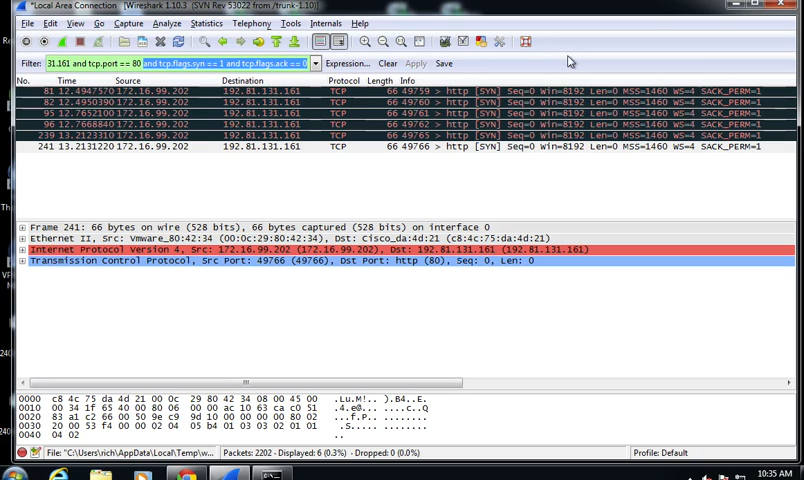 *Local Area Connection [Wireshark 1.10.3 (SVN Rev 53022 from /trunk-1.10)]
File Edit View Go Capture Analyze Statistics Telephony Tools Internals Help
Filter: 31.161 and tcp.port == 80 and tcp.flags.syn == 1 and tcp.flags.ack == 0 Expression... Clear Apply Save
No. Time Source Destination Protocol Length Info
81 12.4947570 172.16.99.202 192.81.131.161 TCP 66 49759 > http [SYN] Seq=0 Win=8192 Len=0 MSS=1460 WS=4 SACK_PERM=1
82 12.4950390 172.16.99.202 192.81.131.161 TCP 66 49760 > http [SYN] Seq=0 Win=8192 Len=0 MSS=1460 WS=4 SACK_PERM=1
95 12.7652100 172.16.99.202 192.81.131.161 TCP 66 49761 > http [SYN] Seq=0 Win=8192 Len=0 MSS=1460 WS=4 SACK_PERM=1
96 12.7668840 172.16.99.202 192.81.131.161 TCP 66 49762 > http [SYN] Seq=0 Win=8192 Len=0 MSS=1460 WS=4 SACK_PERM=1
239 13.2123310 172.16.99.202 192.81.131.161 TCP 66 49765 > http [SYN] Seq=0 Win=8192 Len=0 MSS=1460 WS=4 SACK_PERM=1
241 13.2131220 172.16.99.202 192.81.131.161 TCP 66 49766 > http [SYN] Seq=0 Win=8192 Len=0 MSS=1460 WS=4 SACK_PERM=1
Frame 241: 66 bytes on wire (528 bits), 66 bytes captured (528 bits) on interface 0
Ethernet II, Src: Vmware_80:42:34 (00:0c:29:80:42:34), Dst: Cisco_da:4d:21 (c8:4c:75:da:4d:21)
Internet Protocol Version 4, Src: 172.16.99.202 (172.16.99.202), Dst: 192.81.131.161 (192.81.131.161)
Transmission Control Protocol, Src Port: 49766 (49766), Dst Port: http (80), Seq: 0, Len: 0
0000 c8 4c 75 da 4d 21 00 0c 29 80 42 34 08 00 45 00 .Lu.M!.. ).B4..E.
0010 00 34 1f 65 40 00 80 06 00 00 ac 10 63 ca c0 51 .4.e@... ....c..Q
0020 83 a1 c2 66 00 50 9e c9 9d 10 00 00 00 00 80 02 ...f.P.. ........
0030 20 00 53 f4 00 00 02 04 05 b4 01 03 03 02 01 01 .S..... ........
0040 04 02 ..
File: "C:\Users\rich\AppData\Local\Temp\w... Packets: 2202 · Displayed: 6 (0.3%) · Dropped: 0 (0.0%) Profile: Default
10:35 AM